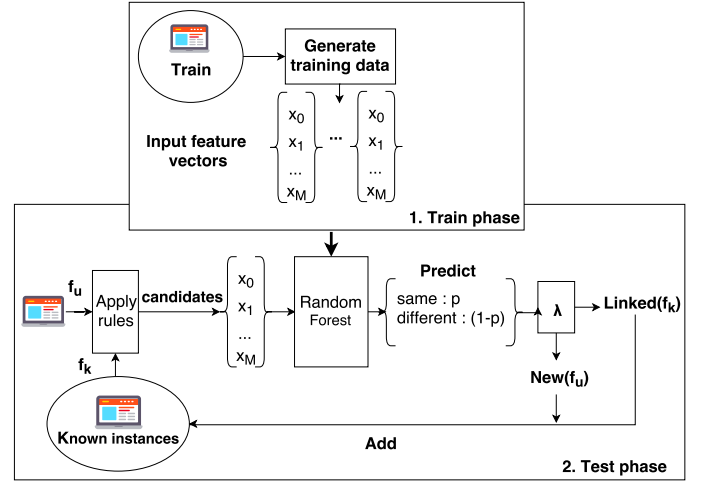 Train
Generate
training data
Input feature
vectors
x0
x1
...
xM
...
x0
x1
...
xM
1. Train phase
fu
Apply
rules
fk
candidates
x0
x1
...
xM
Random
Forest
Predict
same : p
different : (1-p)
λ
Linked(fk)
New(fu)
Known instances
Add
2. Test phase